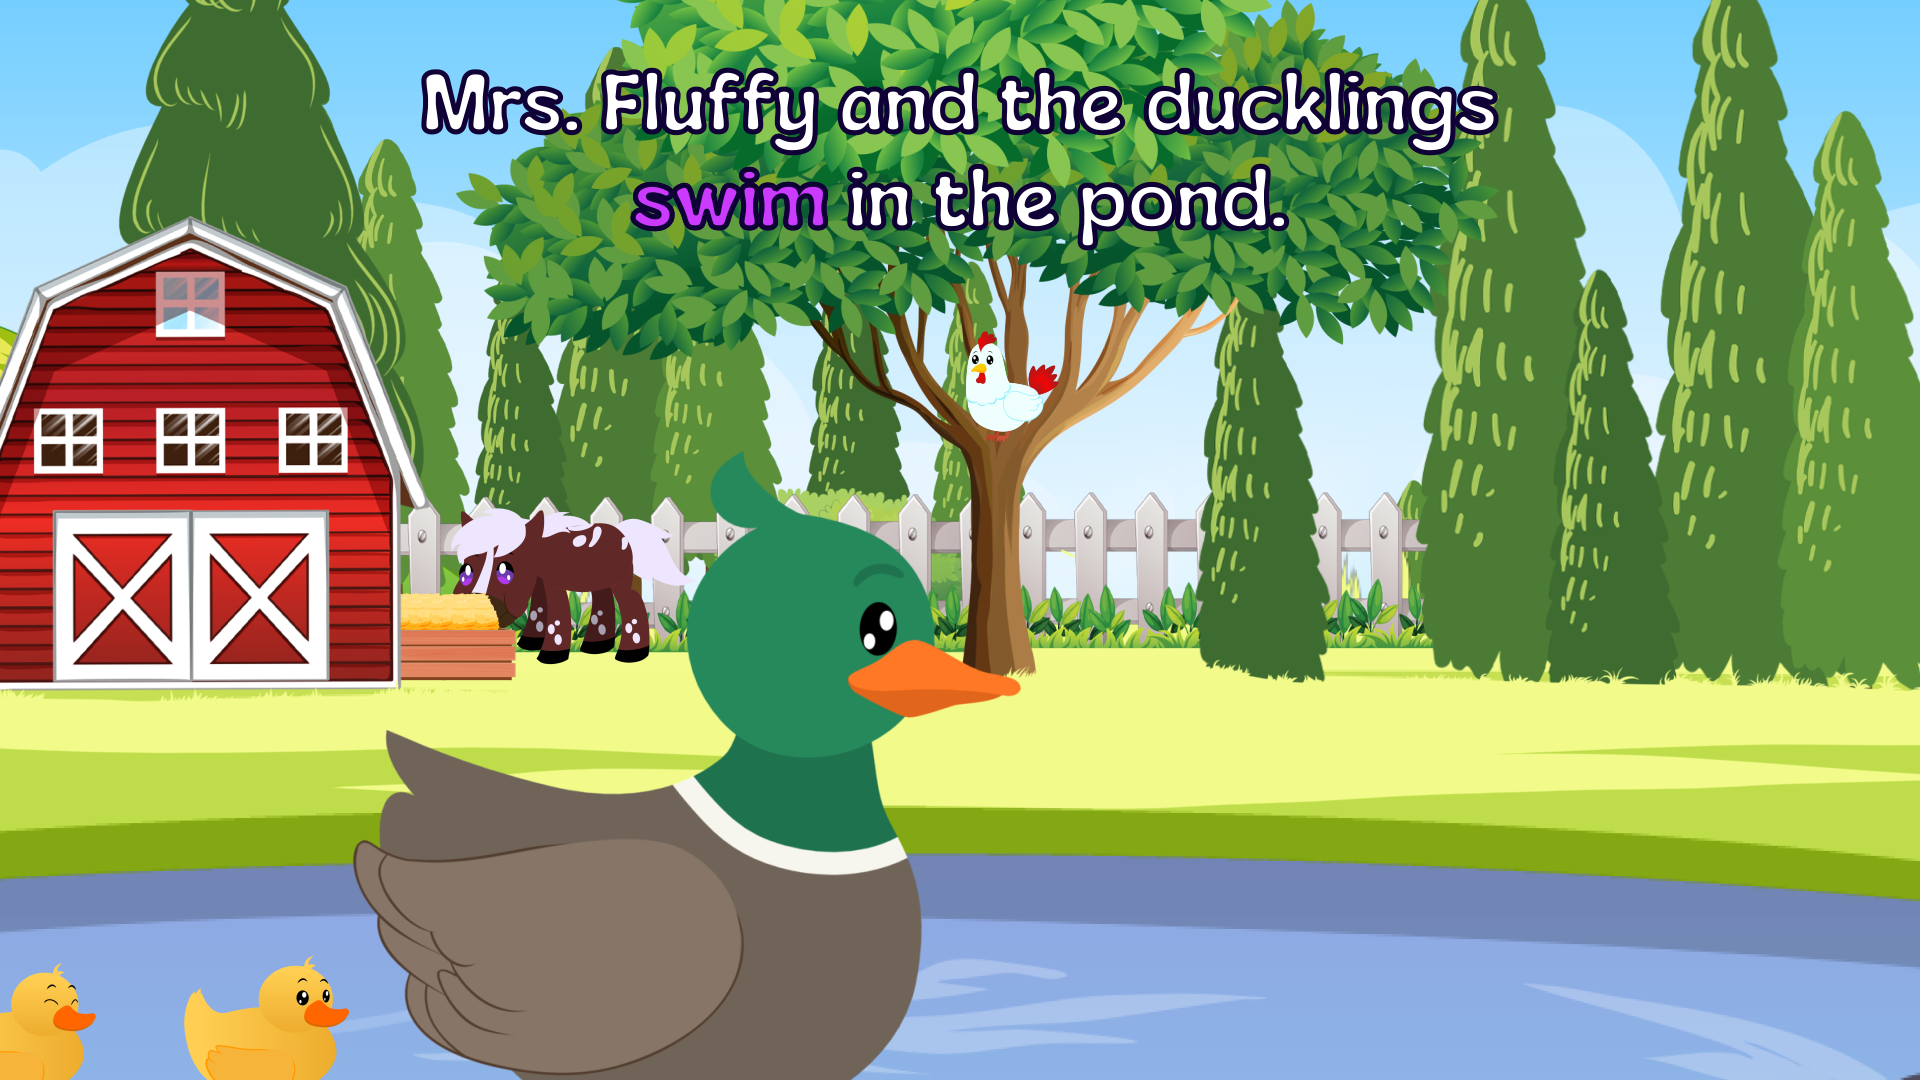 Mrs. Fluffy and the ducklings
swim in the pond.